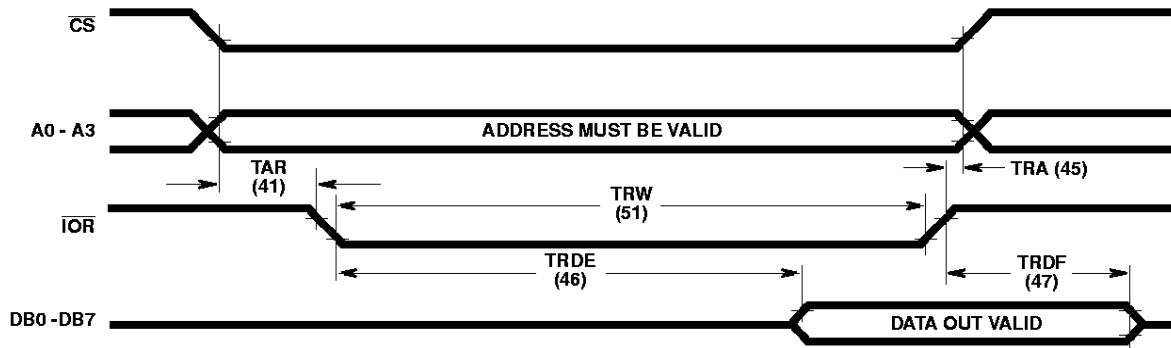 CS
A0 - A3
ADDRESS MUST BE VALID
TAR
(41)
TRA (45)
TRW
(51)
IOR
TRDE
(46)
TRDF
(47)
DB0 -DB7
DATA OUT VALID